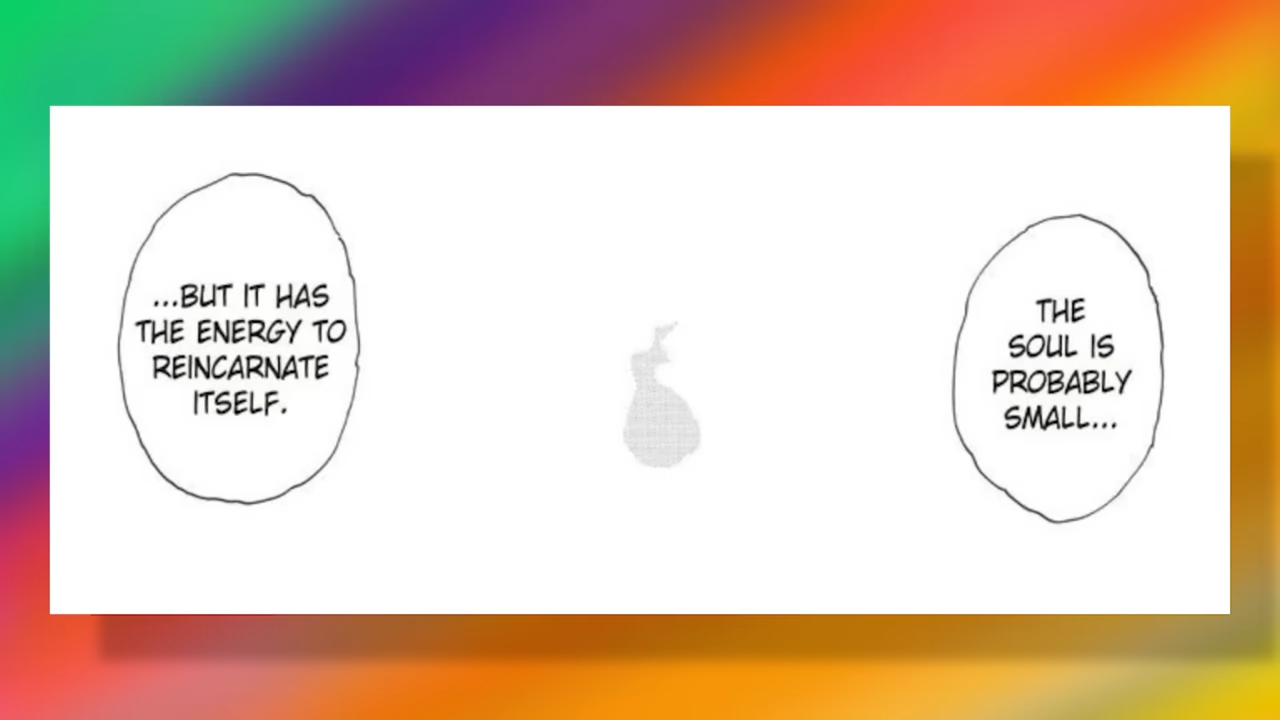 THE
SOUL IS
PROBABLY
SMALL...
...BUT IT HAS
THE ENERGY TO
REINCARNATE
ITSELF.